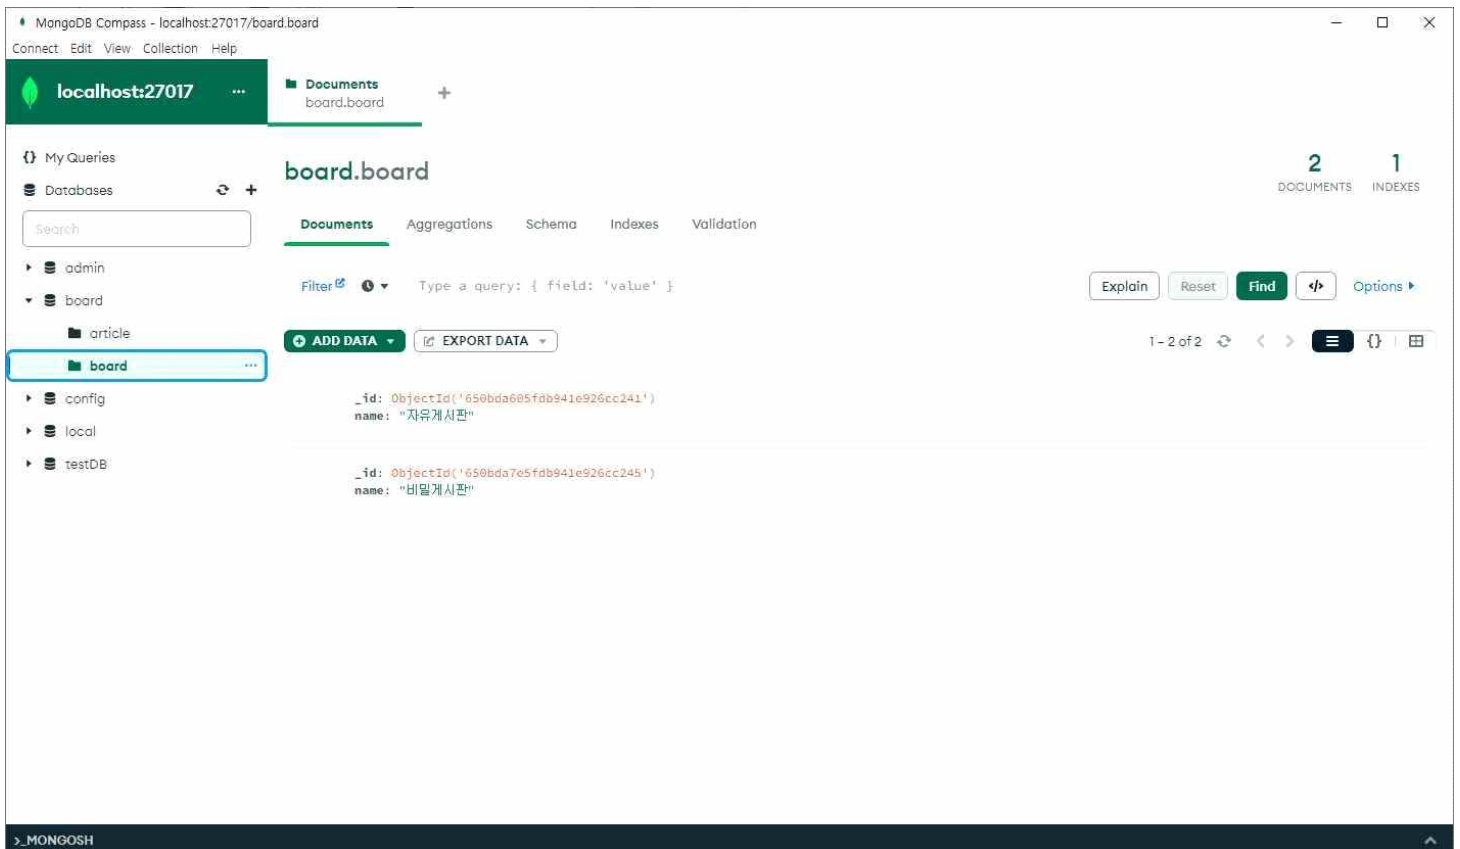 MongoDB Compass - localhost:27017/board.board
Connect Edit View Collection Help
localhost:27017 ...
Documents
board.board
My Queries
Databases
Search
admin
board
article
board ...
config
local
testDB
board.board
2
DOCUMENTS
1
INDEXES
Documents Aggregations Schema Indexes Validation
Filter Type a query: { field: 'value' } Explain Reset Find </> Options
ADD DATA EXPORT DATA 1 – 2 of 2 {}
_id: ObjectId('650bda605fdb941e926cc241')
name: "자유게시판"
_id: ObjectId('650bda7e5fdb941e926cc245')
name: "비밀게시판"
>_MONGOSH